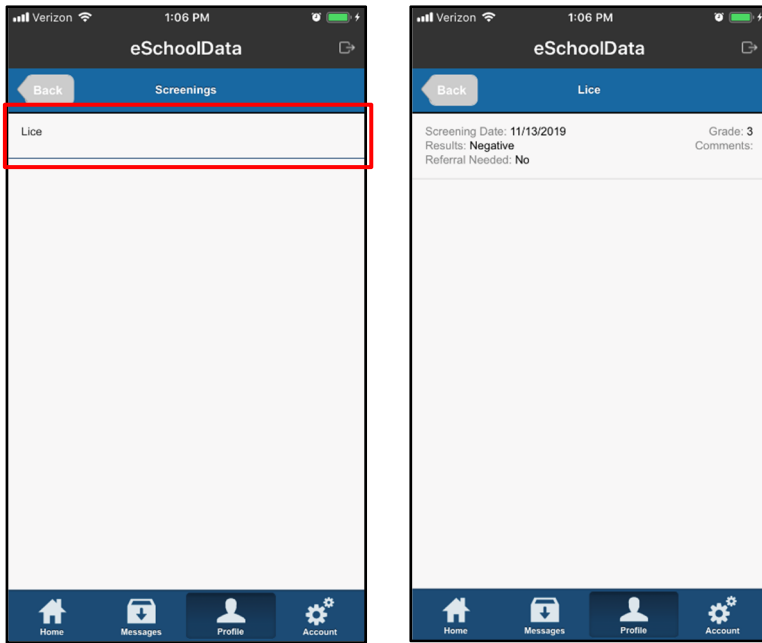 Verizon 1:06 PM
eSchoolData
Back Screenings
Lice
Home Messages Profile Account
Verizon 1:06 PM
eSchoolData
Back Lice
Screening Date: 11/13/2019 Grade: 3
Results: Negative Comments:
Referral Needed: No
Home Messages Profile Account